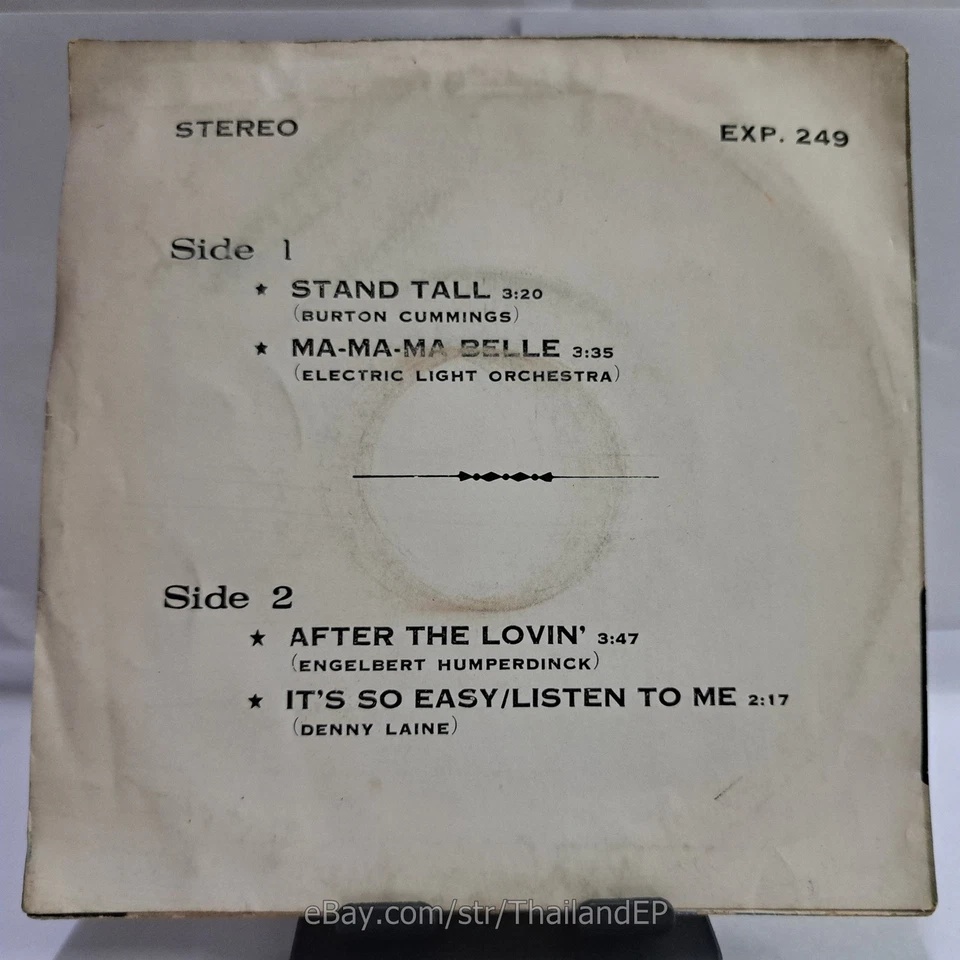 STEREO
EXP. 249
Side 1
★ STAND TALL 3:20
(BURTON CUMMINGS)
★ MA-MA-MA BELLE 3:35
(ELECTRIC LIGHT ORCHESTRA)
Side 2
★ AFTER THE LOVIN' 3:47
(ENGELBERT HUMPERDINCK)
★ IT'S SO EASY/LISTEN TO ME 2:17
(DENNY LAINE)
eBay.com/str/ThailandEP